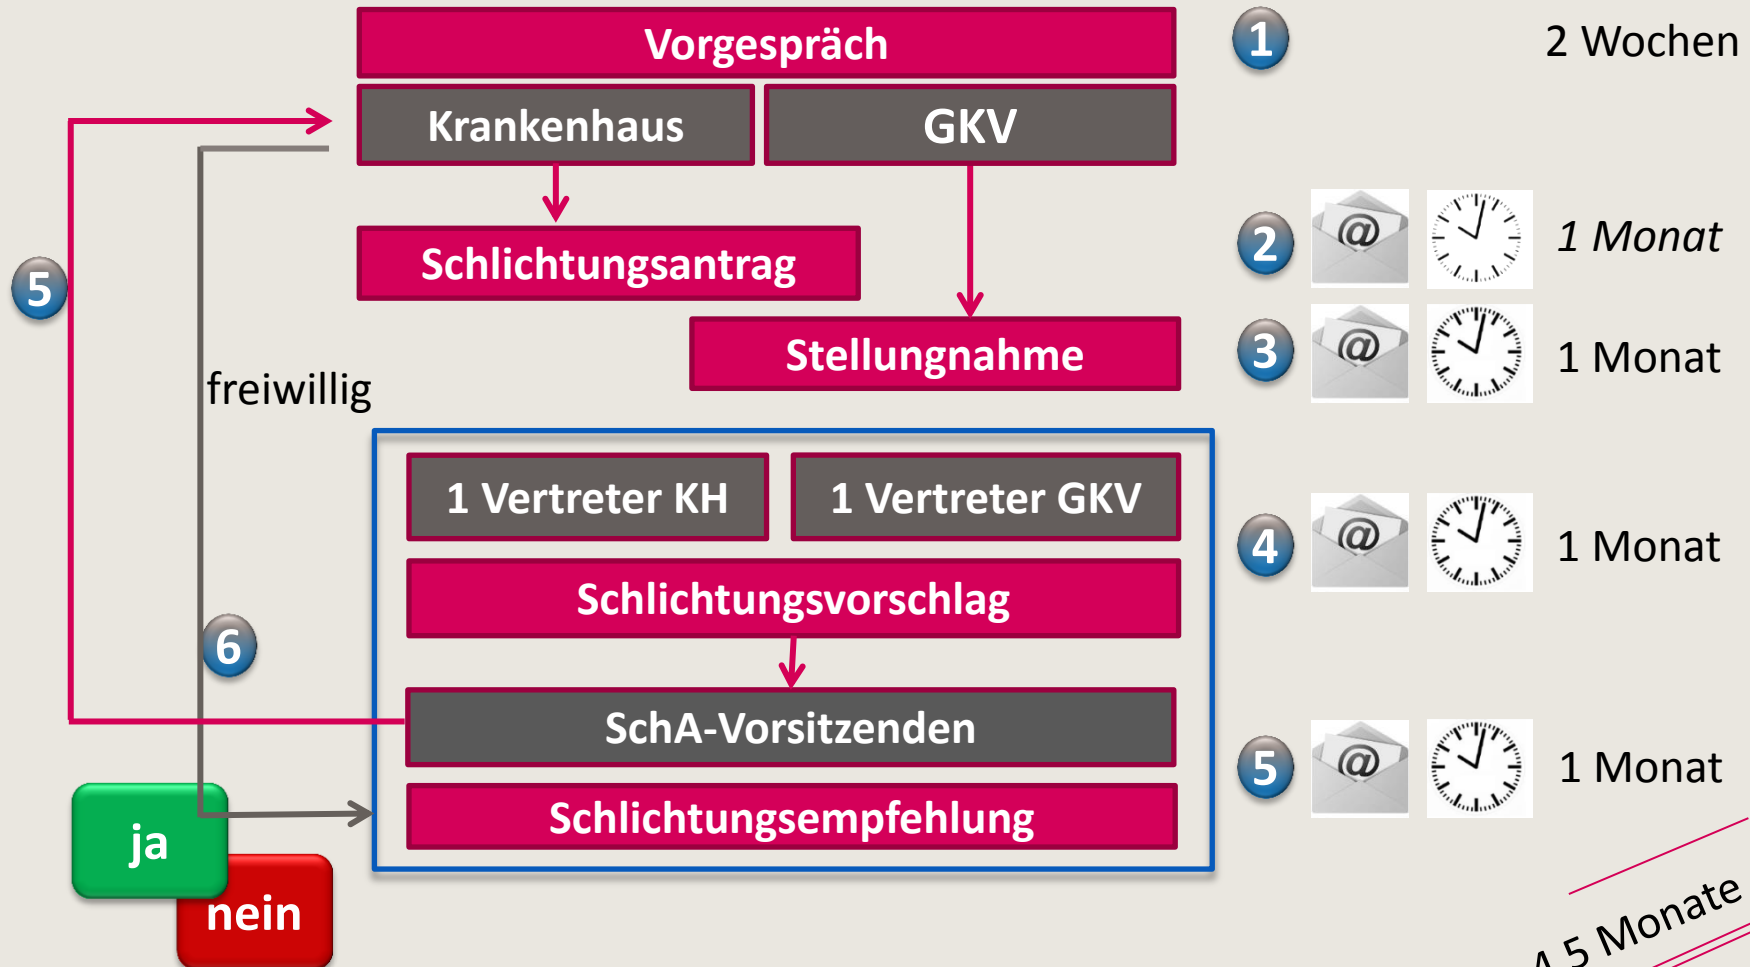 Vorgespräch
1
2 Wochen
Krankenhaus
GKV
Schlichtungsantrag
2
@
1 Monat
5
Stellungnahme
3
@
1 Monat
freiwillig
1 Vertreter KH
1 Vertreter GKV
4
@
1 Monat
Schlichtungsvorschlag
6
SchA-Vorsitzenden
5
@
1 Monat
Schlichtungsempfehlung
ja
nein
4,5 Monate